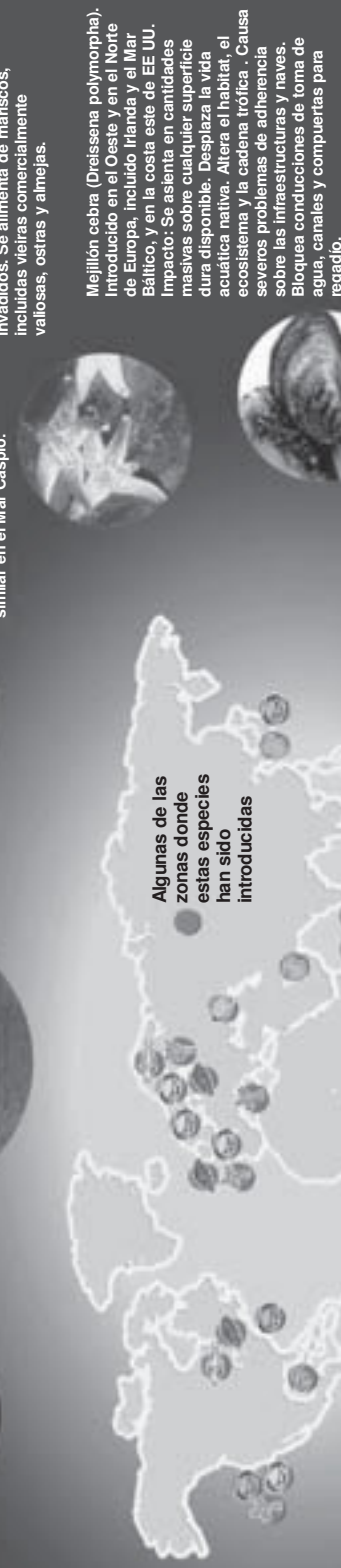 invadidos. Se alimenta de mariscos,
incluidas vieiras comercialmente
valiosas, ostras y almejas.
similar en el Mar Caspio.
Mejillón cebra (Dreissena polymorpha).
Introducido en el Oeste y en el Norte
de Europa, incluido Irlanda y el Mar
Báltico, y en la costa este de EE UU.
Impacto: Se asienta en cantidades
masivas sobre cualquier superficie
dura disponible. Desplaza la vida
acuática nativa. Altera el habitat, el
ecosistema y la cadena trófica . Causa
severos problemas de adherencia
sobre las infraestructuras y naves.
Bloquea conducciones de toma de
agua, canales y compuertas para
regadío.
Algunas de las
zonas donde
estas especies
han sido
introducidas